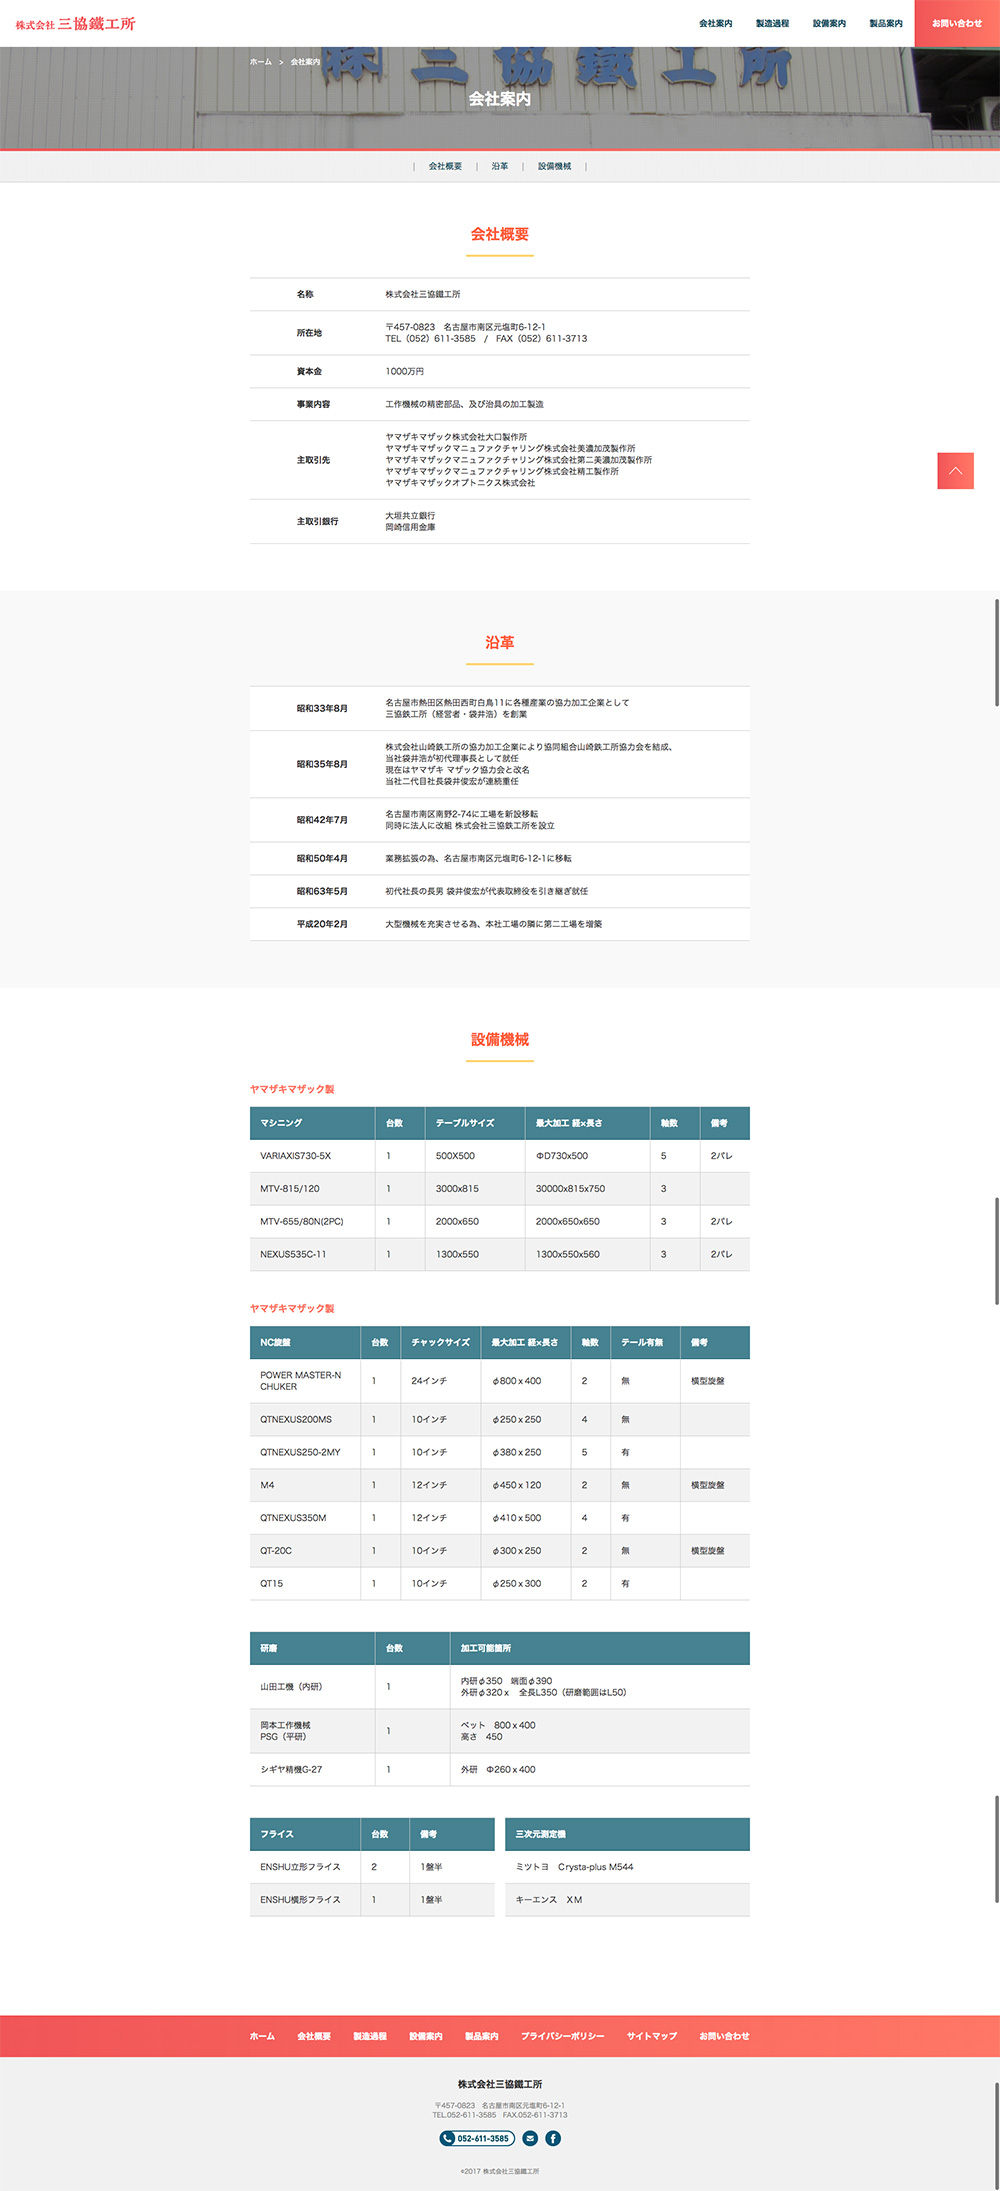 株式会社 三協鐵工所
会社案内 製造過程 設備案内 製品案内 お問い合わせ
㈱ 三協鐵工所
ホーム > 会社案内
会社案内
| 会社概要 | 沿革 | 設備機械 |
会社概要
名称 株式会社三協鐵工所
所在地 〒457-0823 名古屋市南区元塩町6-12-1
TEL（052）611-3585 / FAX（052）611-3713
資本金 1000万円
事業内容 工作機械の精密部品、及び治具の加工製造
主取引先 ヤマザキマザック株式会社大口製作所
ヤマザキマザックマニュファクチャリング株式会社美濃加茂製作所
ヤマザキマザックマニュファクチャリング株式会社第二美濃加茂製作所
ヤマザキマザックマニュファクチャリング株式会社精工製作所
ヤマザキマザックオプトニクス株式会社
主取引銀行 大垣共立銀行
岡崎信用金庫
沿革
昭和33年8月 名古屋市熱田区熱田西町白鳥11に各種産業の協力加工企業として
三協鉄工所（経営者・袋井浩）を創業
昭和35年8月 株式会社山崎鉄工所の協力加工企業により協同組合山崎鉄工所協力会を結成、
当社袋井浩が初代理事長として就任
現在はヤマザキ マザック協力会と改名
当社二代目社長袋井俊宏が連続重任
昭和42年7月 名古屋市南区南野2-74に工場を新設移転
同時に法人に改組 株式会社三協鉄工所を設立
昭和50年4月 業務拡張の為、名古屋市南区元塩町6-12-1に移転
昭和63年5月 初代社長の長男 袋井俊宏が代表取締役を引き継ぎ就任
平成20年2月 大型機械を充実させる為、本社工場の隣に第二工場を増築
設備機械
ヤマザキマザック製
マシニング 台数 テーブルサイズ 最大加工 経×長さ 軸数 備考
VARIAXIS730-5X 1 500X500 ΦD730x500 5 2パレ
MTV-815/120 1 3000x815 30000x815x750 3
MTV-655/80N(2PC) 1 2000x650 2000x650x650 3 2パレ
NEXUS535C-11 1 1300x550 1300x550x560 3 2パレ
ヤマザキマザック製
NC旋盤 台数 チャックサイズ 最大加工 経×長さ 軸数 テール有無 備考
POWER MASTER-N
CHUKER 1 24インチ φ800 x 400 2 無 横型旋盤
QTNEXUS200MS 1 10インチ φ250 x 250 4 無
QTNEXUS250-2MY 1 10インチ φ380 x 250 5 有
M4 1 12インチ φ450 x 120 2 無 横型旋盤
QTNEXUS350M 1 12インチ φ410 x 500 4 有
QT-20C 1 10インチ φ300 x 250 2 無 横型旋盤
QT15 1 10インチ φ250 x 300 2 有
研磨 台数 加工可能箇所
山田工機（内研） 1 内研φ350 端面φ390
外研φ320 x 全長L350（研磨範囲はL50）
岡本工作機械
PSG（平研） 1 ベット 800 x 400
高さ 450
シギヤ精機G-27 1 外研 Φ260 x 400
フライス 台数 備考
ENSHU立形フライス 2 1盤半
ENSHU横形フライス 1 1盤半
三次元測定機
ミツトヨ Crysta-plus M544
キーエンス XM
ホーム 会社概要 製造過程 設備案内 製品案内 プライバシーポリシー サイトマップ お問い合わせ
株式会社三協鐵工所
〒457-0823 名古屋市南区元塩町6-12-1
TEL.052-611-3585 FAX.052-611-3713
052-611-3585
©2017 株式会社三協鐵工所